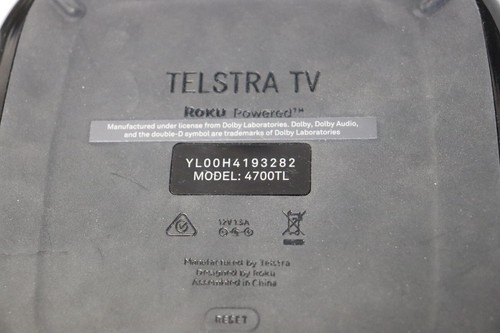 TELSTRA TV
ROKU Powered™
Manufactured under license from Dolby Laboratories. Dolby, Dolby Audio,
and the double-D symbol are trademarks of Dolby Laboratories
YL00H4193282
MODEL: 4700TL
12V 1.5A
Manufactured by Telstra
Designed by Roku
Assembled in China
RESET